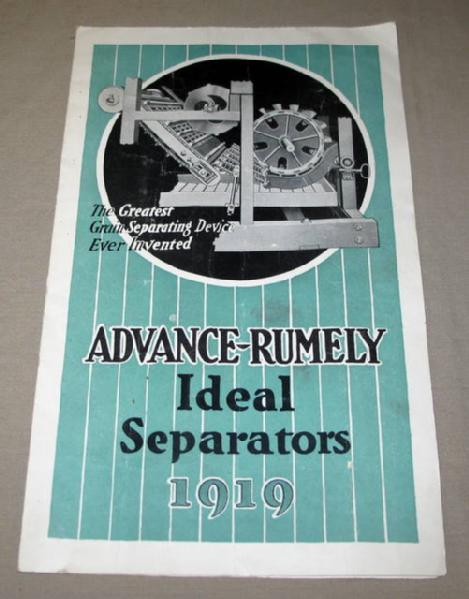 The Greatest
Grain Separating Device
Ever Invented
ADVANCE-RUMELY
Ideal
Separators
1919